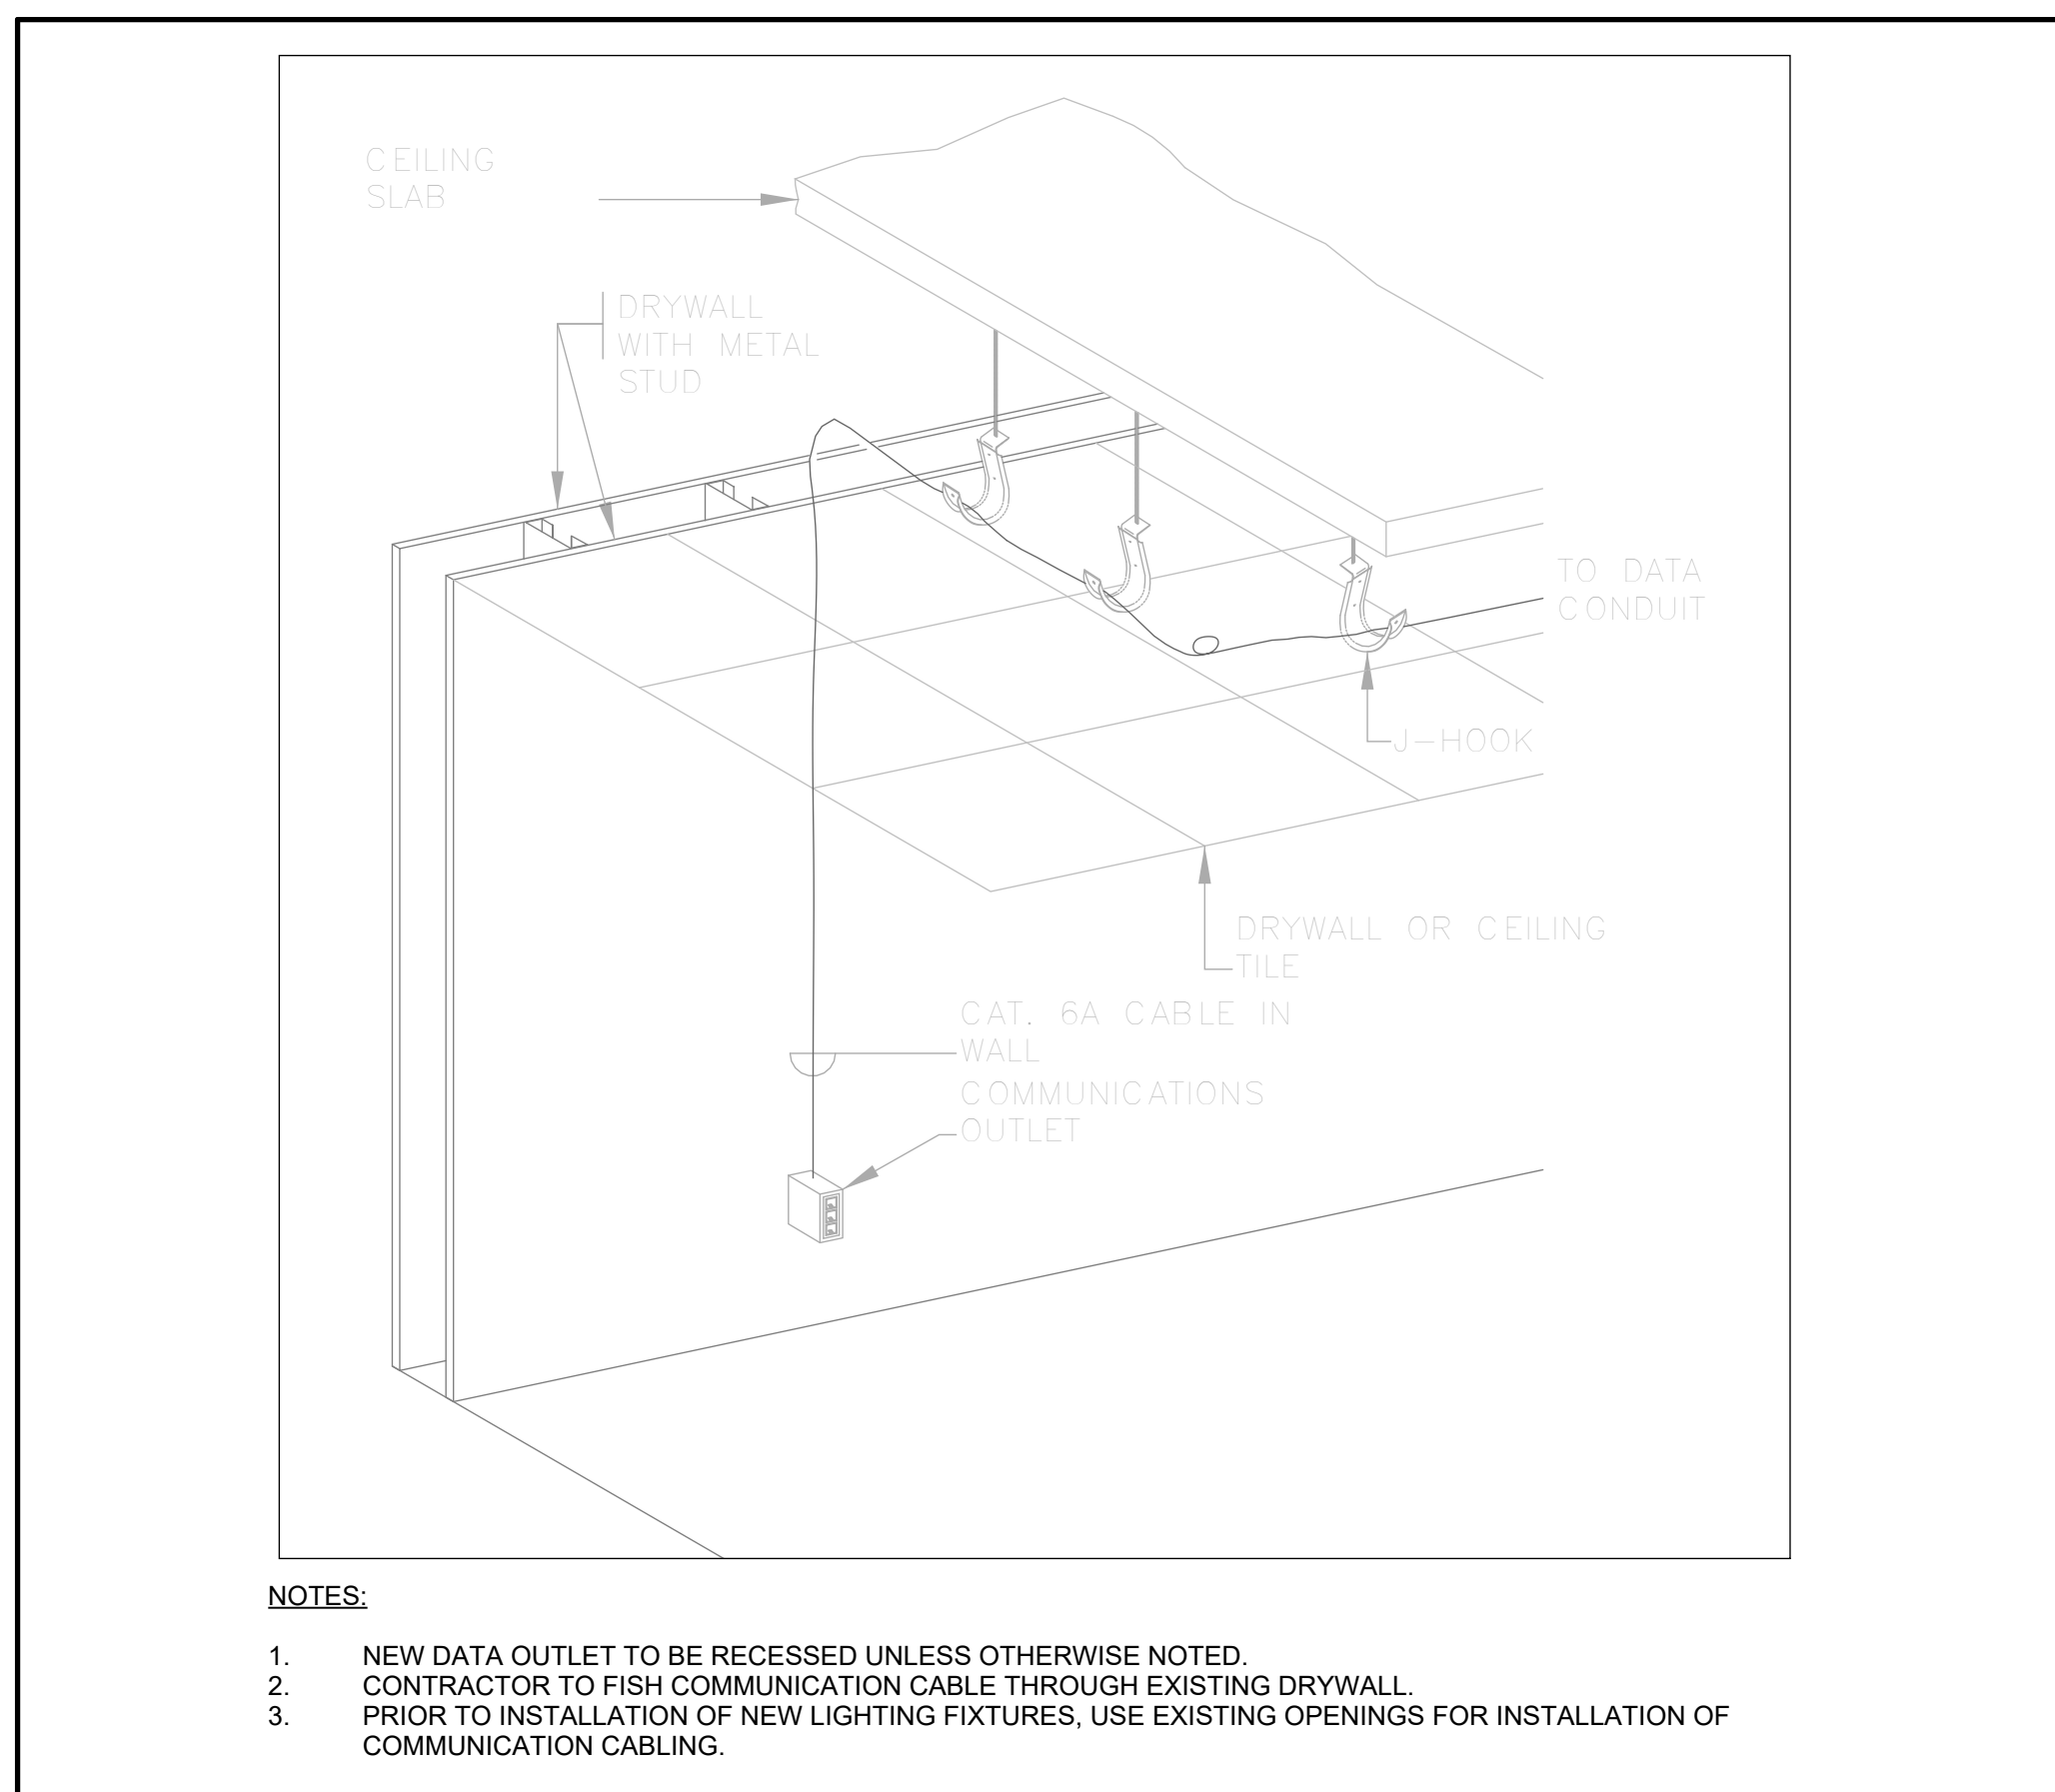 CEILING
SLAB
DRYWALL
WITH METAL
STUD
TO DATA
CONDUIT
J-HOOK
DRYWALL OR CEILING
TILE
CAT. 6A CABLE IN
WALL
COMMUNICATIONS
OUTLET
NOTES:
1. NEW DATA OUTLET TO BE RECESSED UNLESS OTHERWISE NOTED.
2. CONTRACTOR TO FISH COMMUNICATION CABLE THROUGH EXISTING DRYWALL.
3. PRIOR TO INSTALLATION OF NEW LIGHTING FIXTURES, USE EXISTING OPENINGS FOR INSTALLATION OF
COMMUNICATION CABLING.